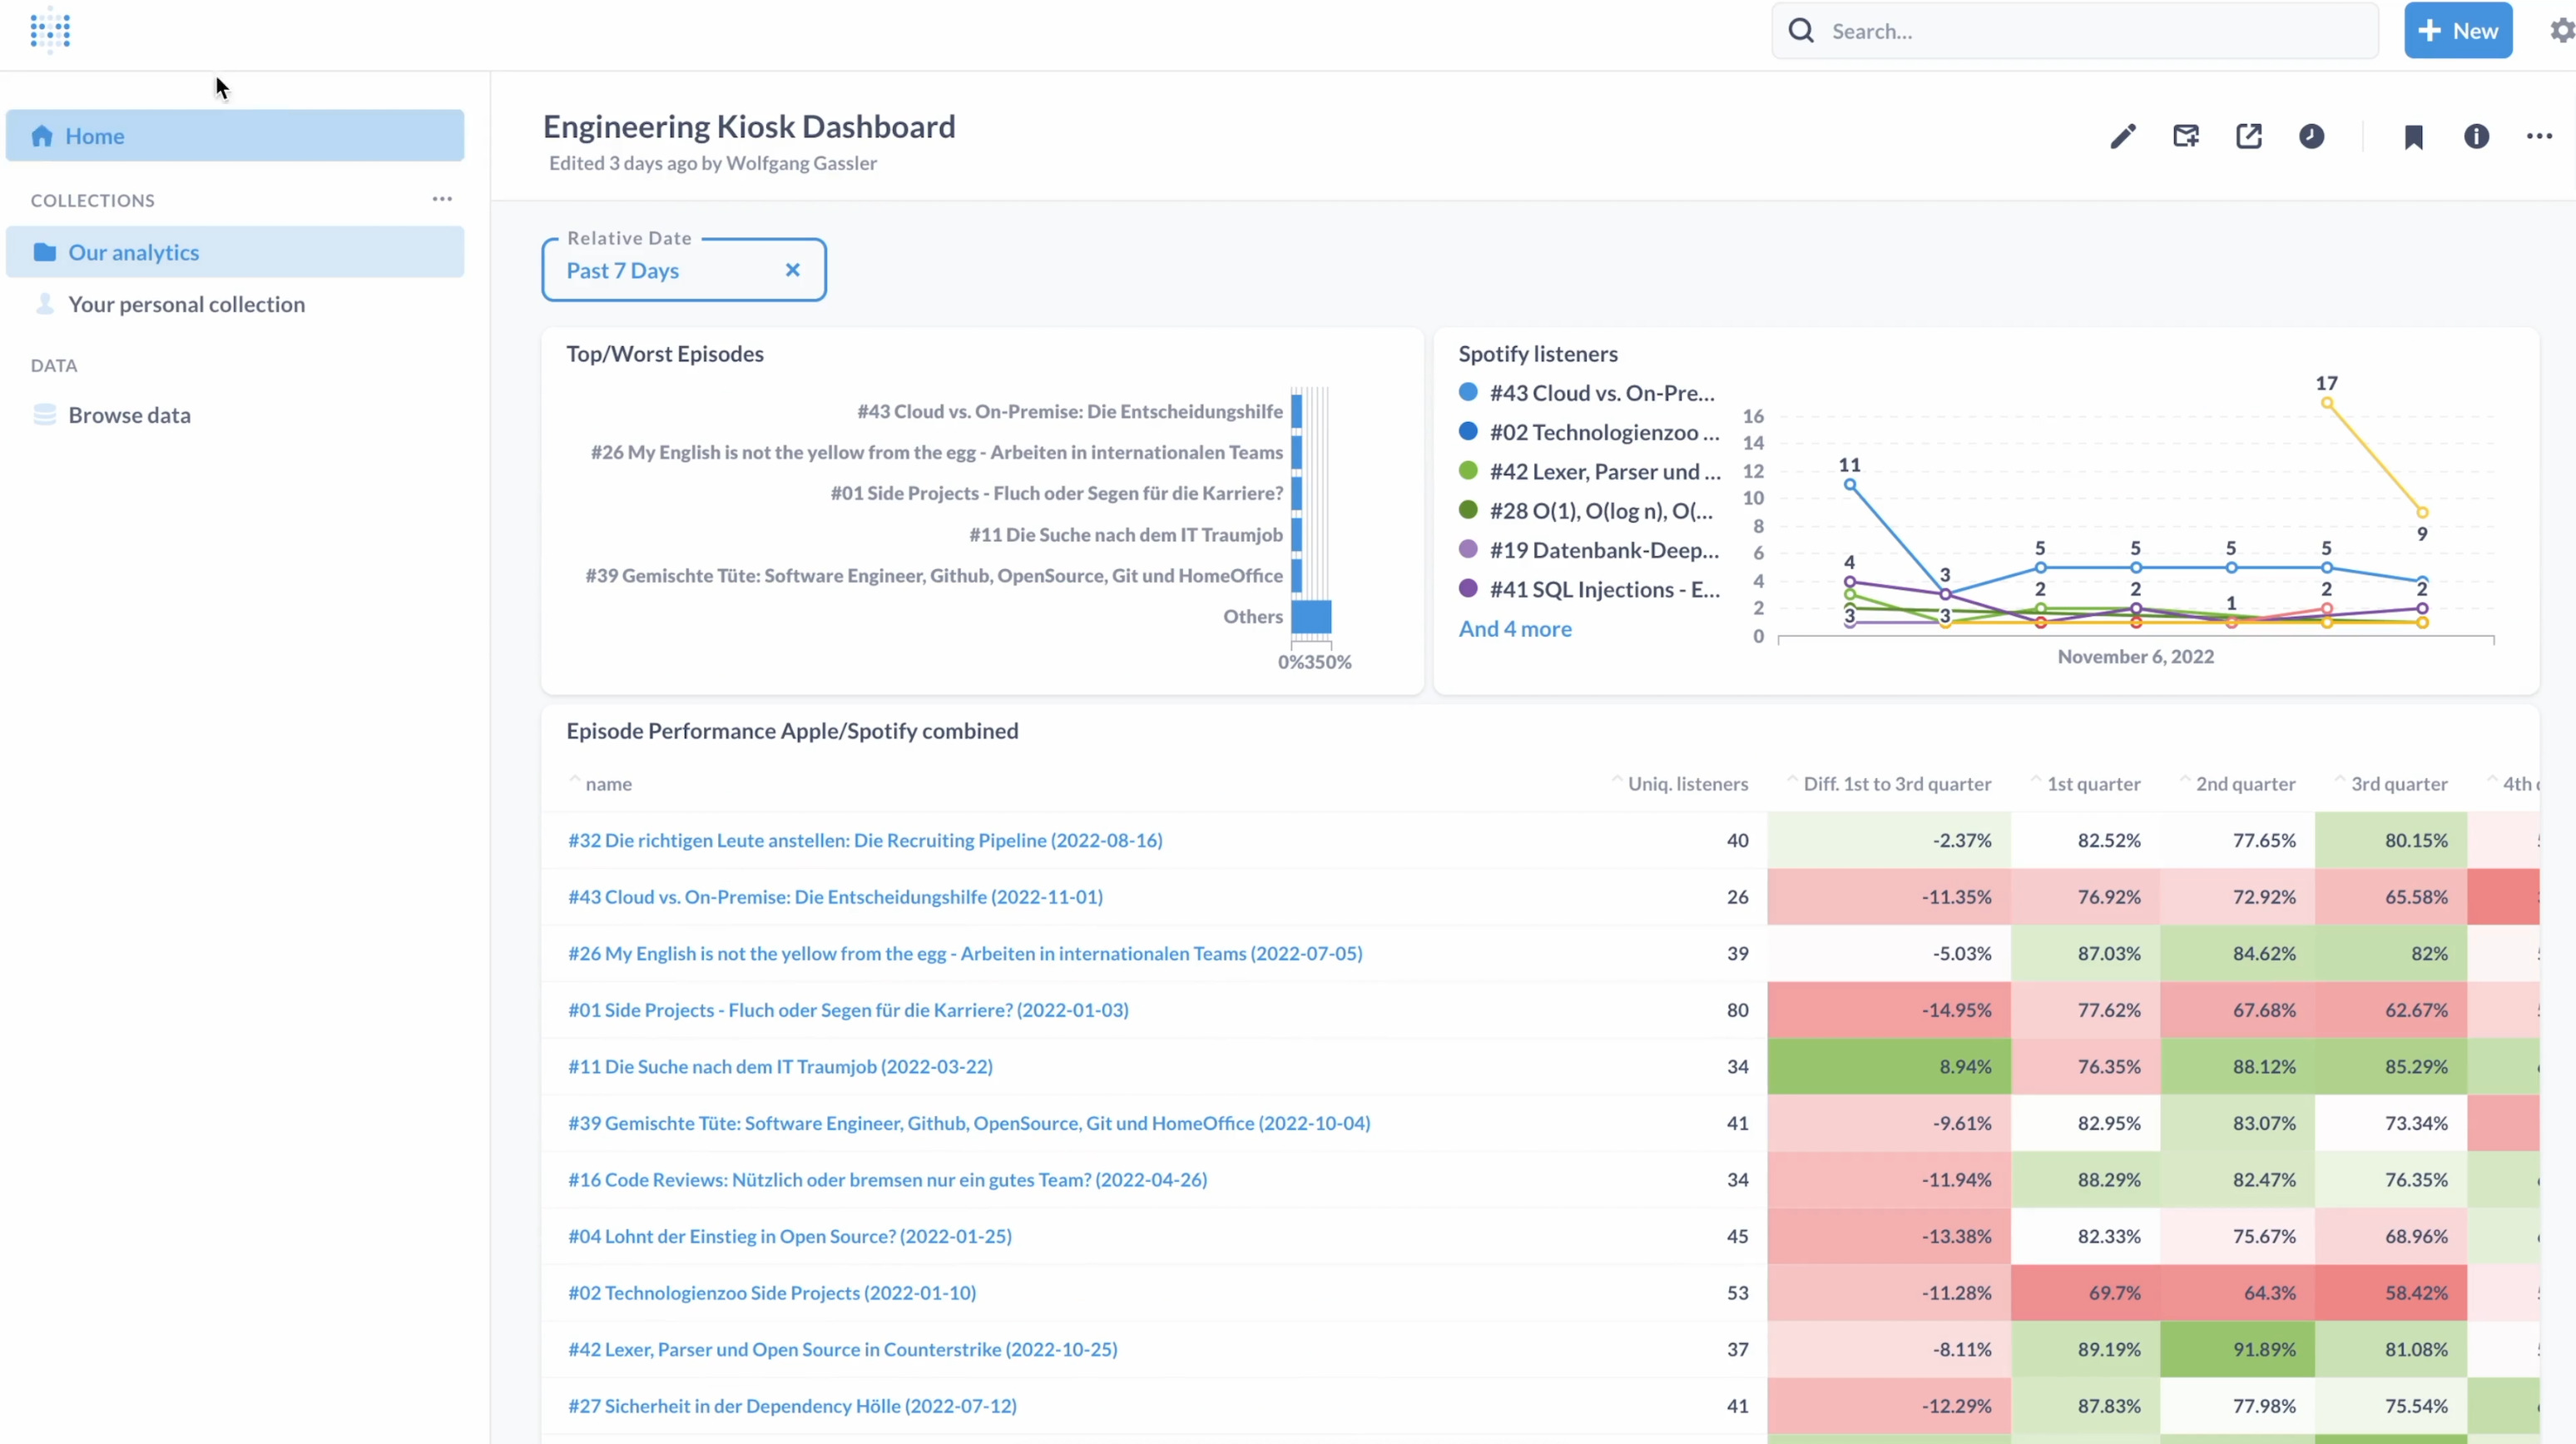 Search...
New
Home
COLLECTIONS
Our analytics
Your personal collection
DATA
Browse data
Engineering Kiosk Dashboard
Edited 3 days ago by Wolfgang Gassler
Relative Date
Past 7 Days
Top/Worst Episodes
#43 Cloud vs. On-Premise: Die Entscheidungshilfe
#26 My English is not the yellow from the egg - Arbeiten in internationalen Teams
#01 Side Projects - Fluch oder Segen für die Karriere?
#11 Die Suche nach dem IT Traumjob
#39 Gemischte Tüte: Software Engineer, Github, OpenSource, Git und HomeOffice
Others
0%350%
Spotify listeners
#43 Cloud vs. On-Pre...
#02 Technologienzoo ...
#42 Lexer, Parser und ...
#28 O(1), O(log n), O(...
#19 Datenbank-Deep...
#41 SQL Injections - E...
And 4 more
16
14
12
10
8
6
4
2
0
17
11
9
5 5 5 5
4
3
2 2 1 2 2
3 3
November 6, 2022
Episode Performance Apple/Spotify combined
name Uniq. listeners Diff. 1st to 3rd quarter 1st quarter 2nd quarter 3rd quarter 4th
#32 Die richtigen Leute anstellen: Die Recruiting Pipeline (2022-08-16) 40 -2.37% 82.52% 77.65% 80.15%
#43 Cloud vs. On-Premise: Die Entscheidungshilfe (2022-11-01) 26 -11.35% 76.92% 72.92% 65.58%
#26 My English is not the yellow from the egg - Arbeiten in internationalen Teams (2022-07-05) 39 -5.03% 87.03% 84.62% 82%
#01 Side Projects - Fluch oder Segen für die Karriere? (2022-01-03) 80 -14.95% 77.62% 67.68% 62.67%
#11 Die Suche nach dem IT Traumjob (2022-03-22) 34 8.94% 76.35% 88.12% 85.29%
#39 Gemischte Tüte: Software Engineer, Github, OpenSource, Git und HomeOffice (2022-10-04) 41 -9.61% 82.95% 83.07% 73.34%
#16 Code Reviews: Nützlich oder bremsen nur ein gutes Team? (2022-04-26) 34 -11.94% 88.29% 82.47% 76.35%
#04 Lohnt der Einstieg in Open Source? (2022-01-25) 45 -13.38% 82.33% 75.67% 68.96%
#02 Technologienzoo Side Projects (2022-01-10) 53 -11.28% 69.7% 64.3% 58.42%
#42 Lexer, Parser und Open Source in Counterstrike (2022-10-25) 37 -8.11% 89.19% 91.89% 81.08%
#27 Sicherheit in der Dependency Hölle (2022-07-12) 41 -12.29% 87.83% 77.98% 75.54%